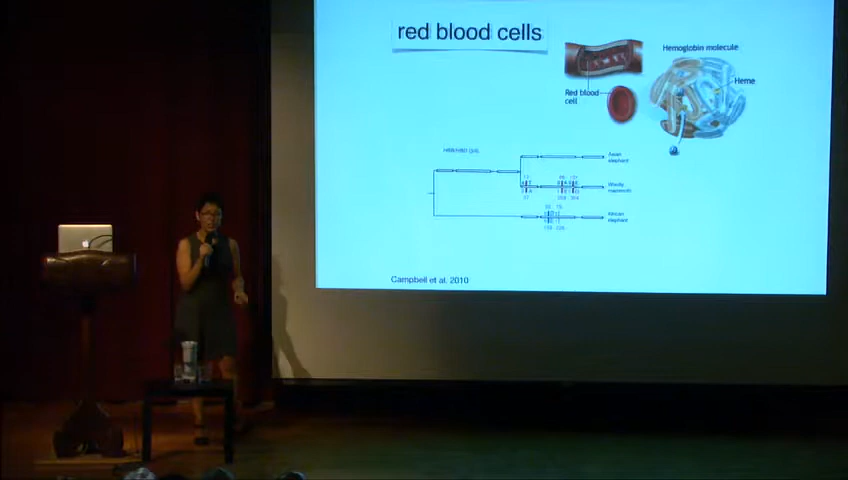 red blood cells
Hemoglobin molecule
Heme
Red blood
cell
Asian
elephant
Woolly
mammoth
African
elephant
Campbell et al. 2010